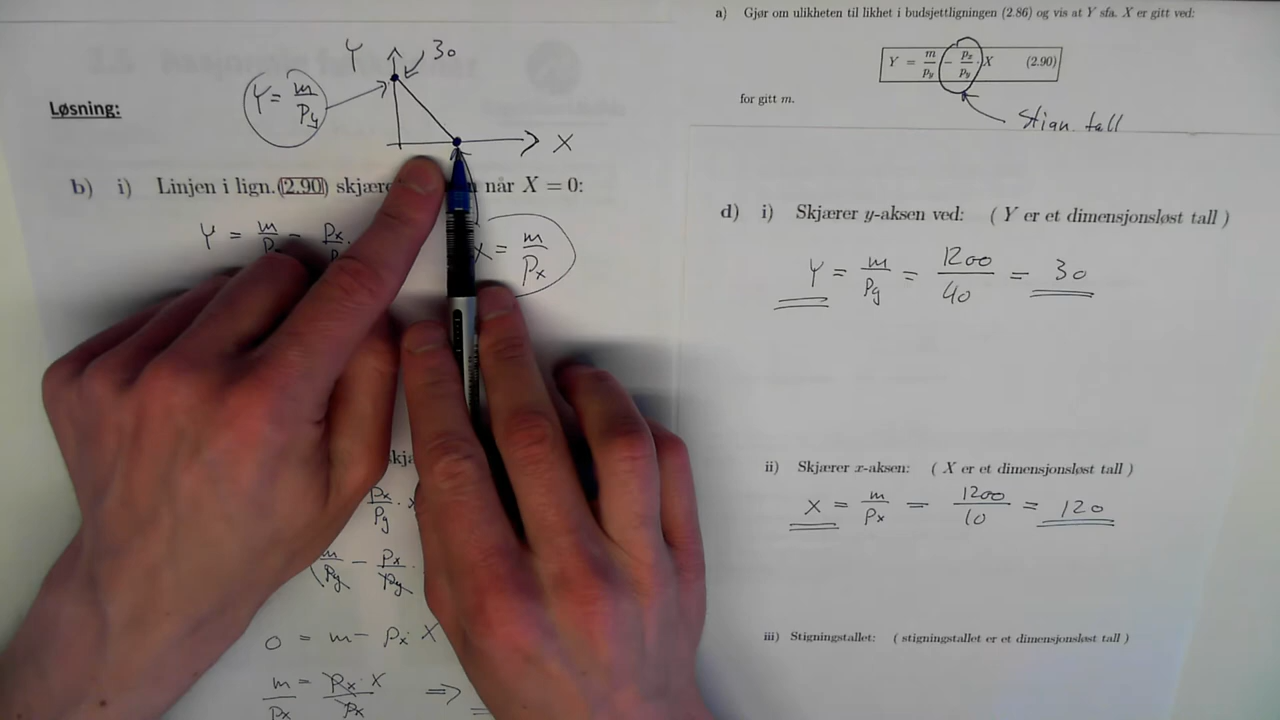 Y
30
Y = m/Py
X
Løsning:
b) i) Linjen i lign.(2.90) når X = 0:
Y = m/ - Px/
X = m/Px
Px/Py · X
m/Py - Px/Py ·
0 = m - Px · X
m/Px = Px · X/Px =>
a) Gjør om ulikheten til likhet i budsjettligningen (2.86) og vis at Y sfa. X er gitt ved:
Y = m/py - px/py · X (2.90)
for gitt m.
Stign. tall
d) i) Skjærer y-aksen ved: ( Y er et dimensjonsløst tall )
Y = m/Py = 1200/40 = 30
ii) Skjærer x-aksen: ( X er et dimensjonsløst tall )
X = m/Px = 1200/10 = 120
iii) Stigningstallet: ( stigningstallet er et dimensjonsløst tall )